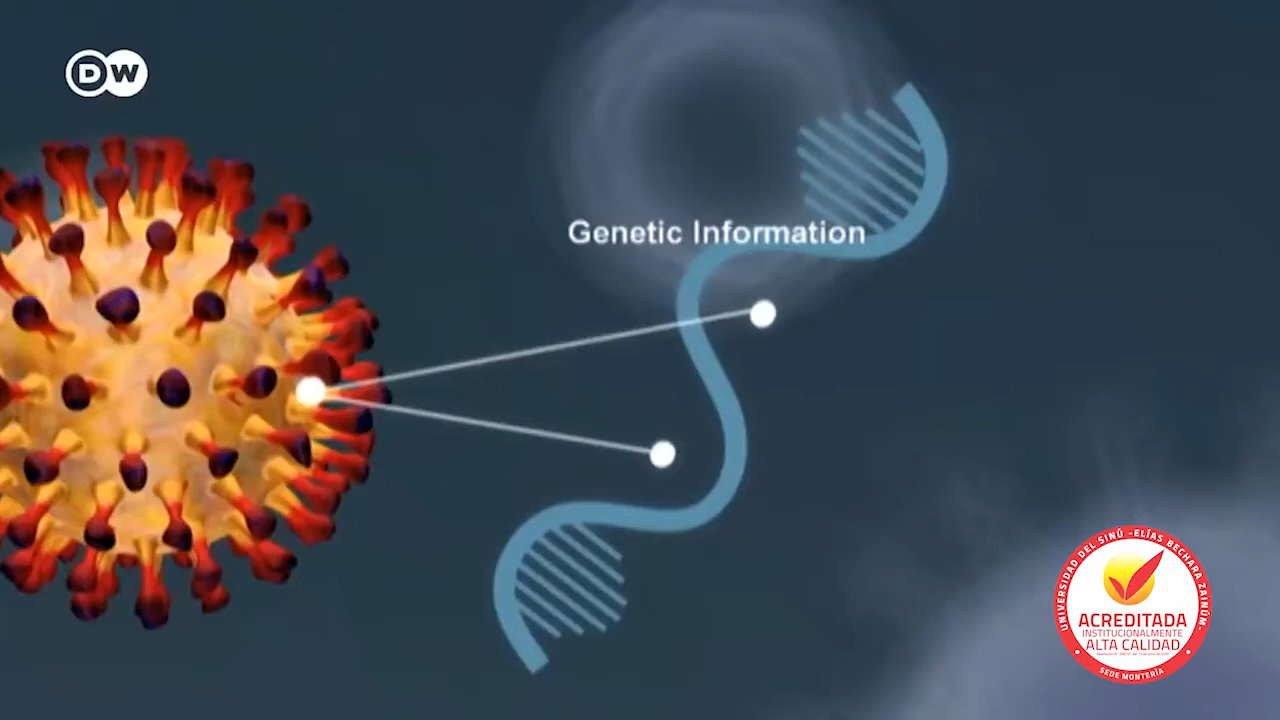 DW
Genetic Information
UNIVERSIDAD DEL SINÚ -ELÍAS BECHARA ZAINÚM-
ACREDITADA
INSTITUCIONALMENTE
ALTA CALIDAD
SEDE MONTERÍA